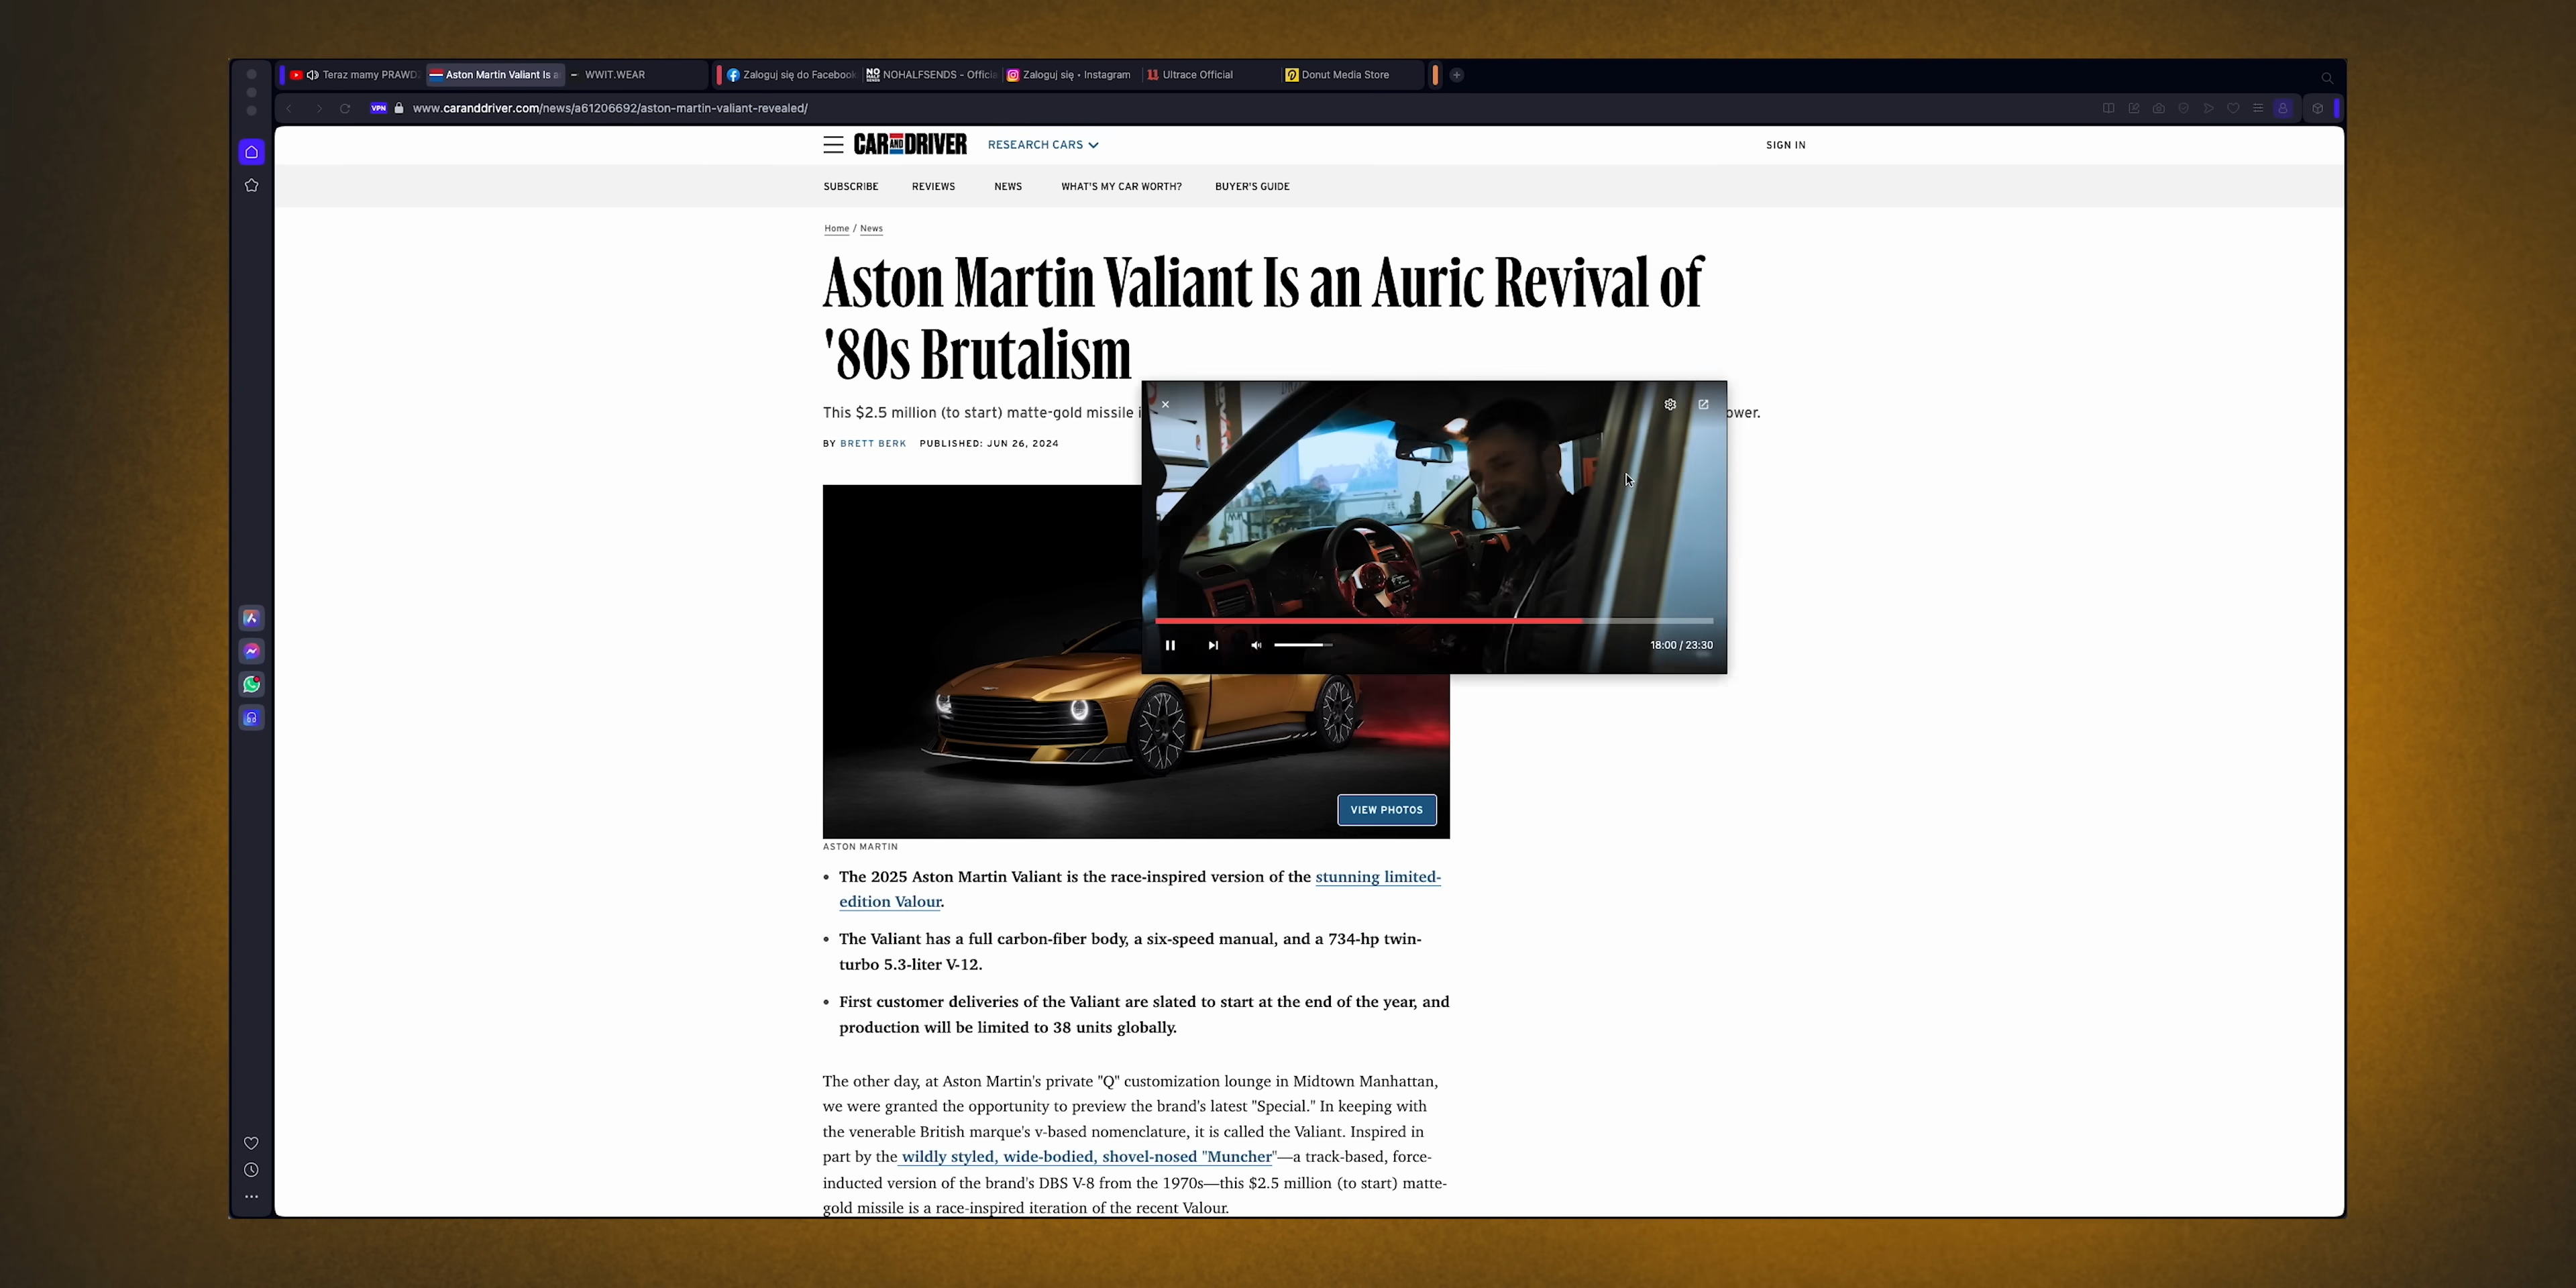 Teraz mamy PRAWD
Aston Martin Valiant Is a
WWIT.WEAR
Zaloguj się do Facebook
NO HALF SENDS
NOHALFSENDS - Officia
Zaloguj się • Instagram
Ultrace Official
Donut Media Store
VPN
www.caranddriver.com/news/a61206692/aston-martin-valiant-revealed/
CAR AND DRIVER
RESEARCH CARS
SIGN IN
SUBSCRIBE
REVIEWS
NEWS
WHAT'S MY CAR WORTH?
BUYER'S GUIDE
Home / News
Aston Martin Valiant Is an Auric Revival of
'80s Brutalism
This $2.5 million (to start) matte-gold missile i
ower.
BY BRETT BERK PUBLISHED: JUN 26, 2024
18:00 / 23:30
VIEW PHOTOS
ASTON MARTIN
• The 2025 Aston Martin Valiant is the race-inspired version of the stunning limited-
edition Valour.
• The Valiant has a full carbon-fiber body, a six-speed manual, and a 734-hp twin-
turbo 5.3-liter V-12.
• First customer deliveries of the Valiant are slated to start at the end of the year, and
production will be limited to 38 units globally.
The other day, at Aston Martin's private "Q" customization lounge in Midtown Manhattan,
we were granted the opportunity to preview the brand's latest "Special." In keeping with
the venerable British marque's v-based nomenclature, it is called the Valiant. Inspired in
part by the wildly styled, wide-bodied, shovel-nosed "Muncher"—a track-based, force-
inducted version of the brand's DBS V-8 from the 1970s—this $2.5 million (to start) matte-
gold missile is a race-inspired iteration of the recent Valour.